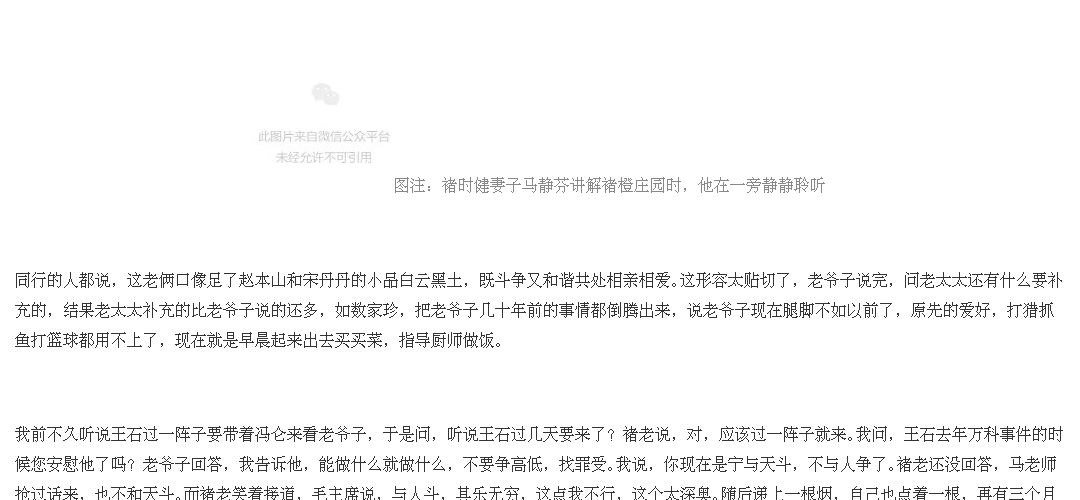 此图片来自微信公众平台
未经允许不可引用
图注：褚时健妻子马静芬讲解褚橙庄园时，他在一旁静静聆听
同行的人都说，这老俩口像足了赵本山和宋丹丹的小品白云黑土，既斗争又和谐共处相亲相爱。这形容太贴切了，老爷子说完，问老太太还有什么要补
充的，结果老太太补充的比老爷子说的还多，如数家珍，把老爷子几十年前的事情都倒腾出来，说老爷子现在腿脚不如以前了，原先的爱好，打猎抓
鱼打篮球都用不上了，现在就是早晨起来出去买买菜，指导厨师做饭。
我前不久听说王石过一阵子要带着冯仑来看老爷子，于是问，听说王石过几天要来了？褚老说，对，应该过一阵子就来。我问，王石去年万科事件的时
候您安慰他了吗？老爷子回答，我告诉他，能做什么就做什么，不要争高低，找罪受。我说，你现在是宁与天斗，不与人争了。褚老还没回答，马老师
抢过话来，也不和天斗。而褚老笑着接道，毛主席说，与人斗，其乐无穷，这点我不行，这个太深奥。随后递上一根烟，自己也点着一根，再有三个月